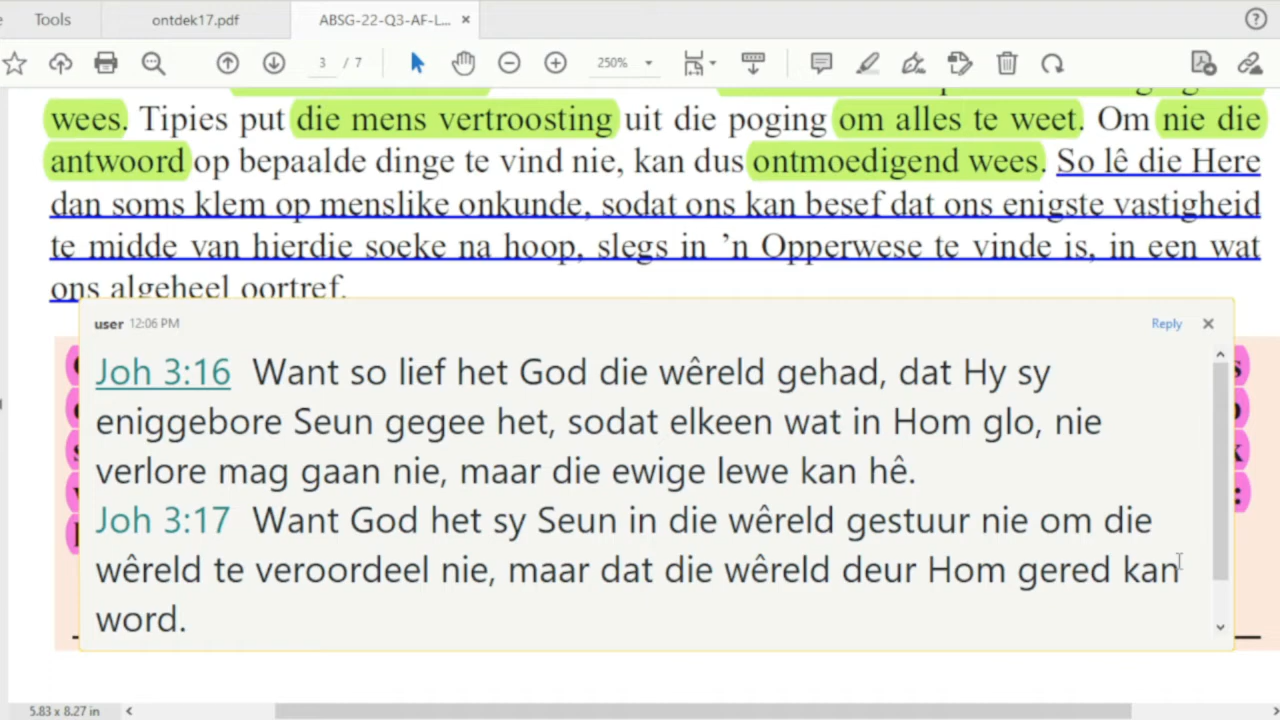 Tools
ontdek17.pdf
ABSG-22-Q3-AF-L... ×
3 / 7
250%
wees. Tipies put die mens vertroosting uit die poging om alles te weet. Om nie die
antwoord op bepaalde dinge te vind nie, kan dus ontmoedigend wees. So lê die Here
dan soms klem op menslike onkunde, sodat ons kan besef dat ons enigste vastigheid
te midde van hierdie soeke na hoop, slegs in ’n Opperwese te vinde is, in een wat
ons algeheel oortref.
user 12:06 PM
Reply
Joh 3:16 Want so lief het God die wêreld gehad, dat Hy sy
eniggebore Seun gegee het, sodat elkeen wat in Hom glo, nie
verlore mag gaan nie, maar die ewige lewe kan hê.
Joh 3:17 Want God het sy Seun in die wêreld gestuur nie om die
wêreld te veroordeel nie, maar dat die wêreld deur Hom gered kan
word.
5.83 x 8.27 in